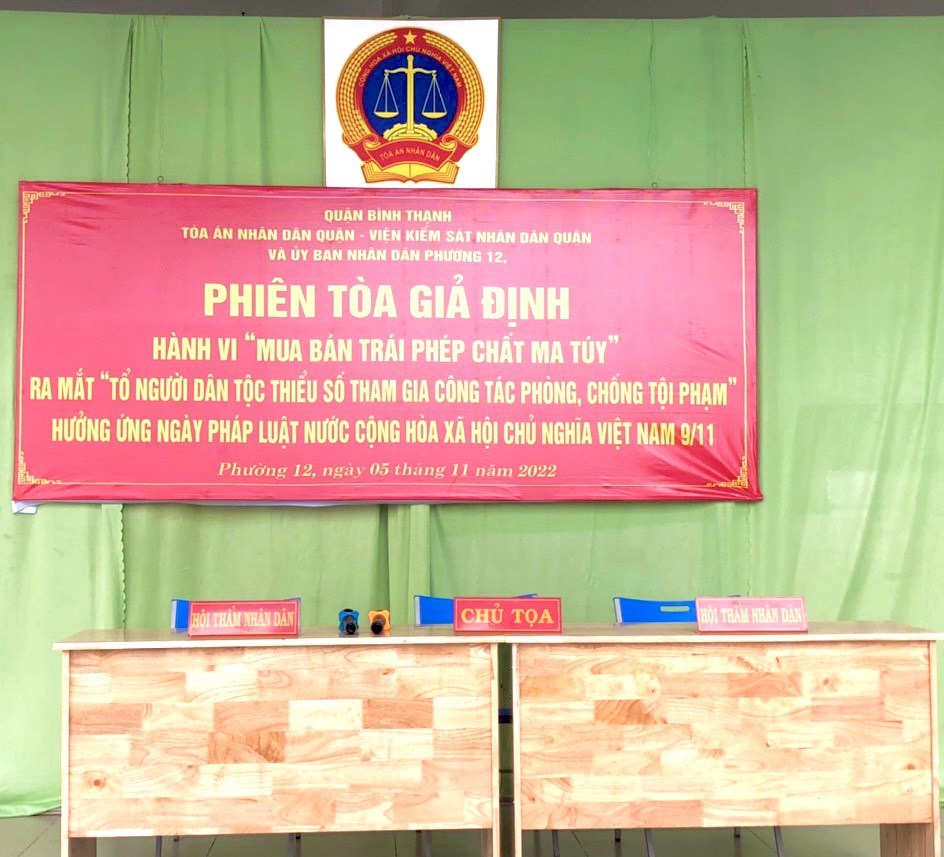 CỘNG HÒA XÃ HỘI CHỦ NGHĨA VIỆT NAM
TÒA ÁN NHÂN DÂN
QUẬN BÌNH THẠNH
TÒA ÁN NHÂN DÂN QUẬN - VIỆN KIỂM SÁT NHÂN DÂN QUẬN
VÀ ỦY BAN NHÂN DÂN PHƯỜNG 12,
PHIÊN TÒA GIẢ ĐỊNH
HÀNH VI “MUA BÁN TRÁI PHÉP CHẤT MA TÚY”
RA MẮT “TỔ NGƯỜI DÂN TỘC THIỂU SỐ THAM GIA CÔNG TÁC PHÒNG, CHỐNG TỘI PHẠM”
HƯỞNG ỨNG NGÀY PHÁP LUẬT NƯỚC CỘNG HÒA XÃ HỘI CHỦ NGHĨA VIỆT NAM 9/11
Phường 12, ngày 05 tháng 11 năm 2022
HỘI THẨM NHÂN DÂN
CHỦ TỌA
HỘI THẨM NHÂN DÂN